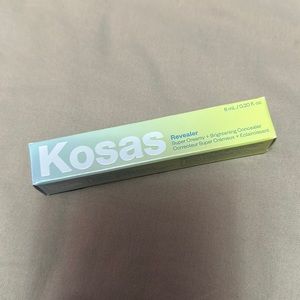 6 mL / 0.20 fl oz
Kosas
Revealer
Super Creamy + Brightening Concealer
Correcteur Super Crémeux + Éclaircissant